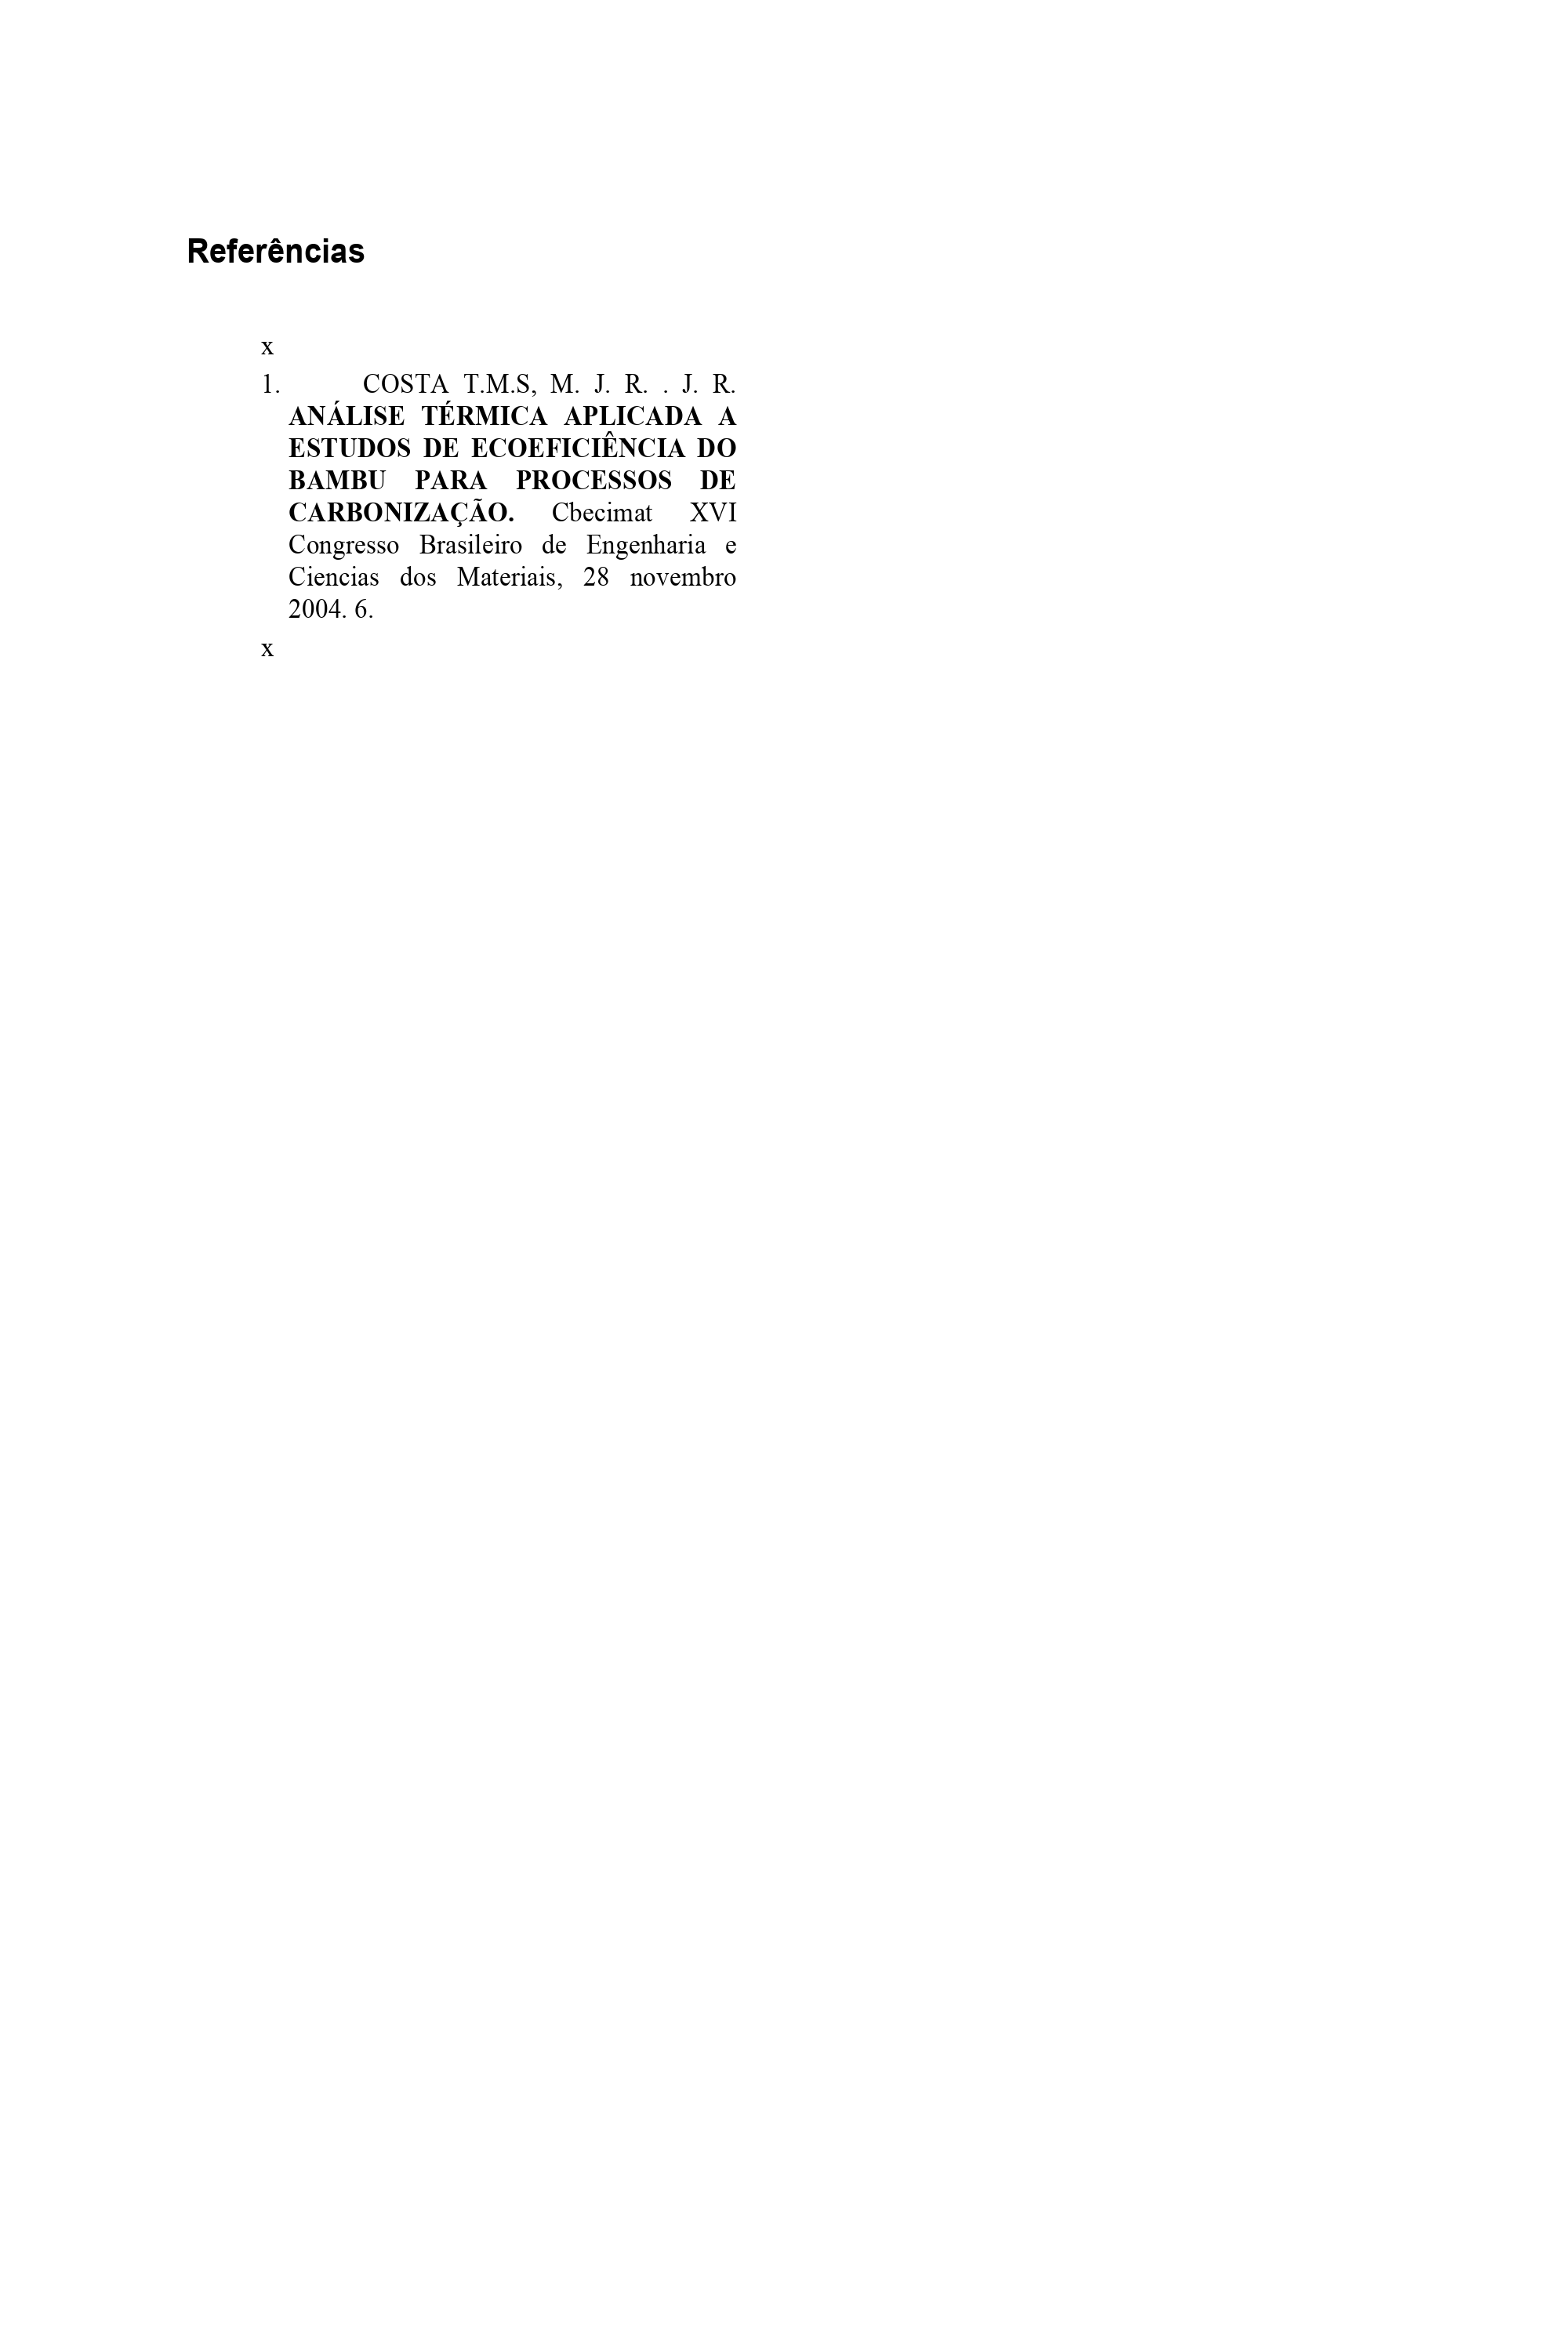 Referências
x
1. COSTA T.M.S, M. J. R. . J. R.
ANÁLISE TÉRMICA APLICADA A
ESTUDOS DE ECOEFICIÊNCIA DO
BAMBU PARA PROCESSOS DE
CARBONIZAÇÃO. Cbecimat XVI
Congresso Brasileiro de Engenharia e
Ciencias dos Materiais, 28 novembro
2004. 6.
x